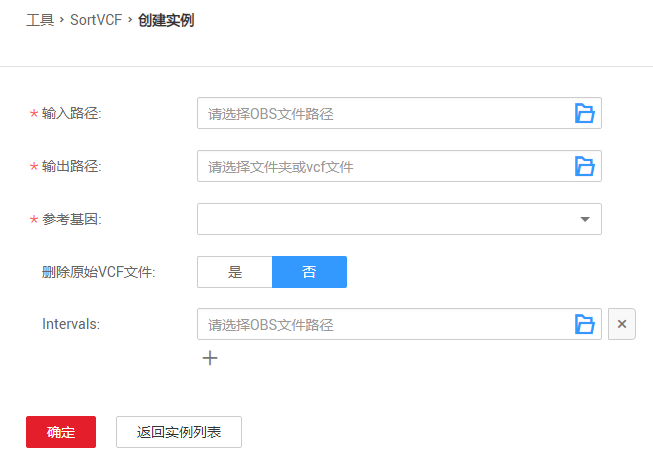 工具 › SortVCF › 创建实例
* 输入路径: 请选择OBS文件路径
* 输出路径: 请选择文件夹或vcf文件
* 参考基因:
删除原始VCF文件: 是 否
Intervals: 请选择OBS文件路径 ×
+
确定 返回实例列表